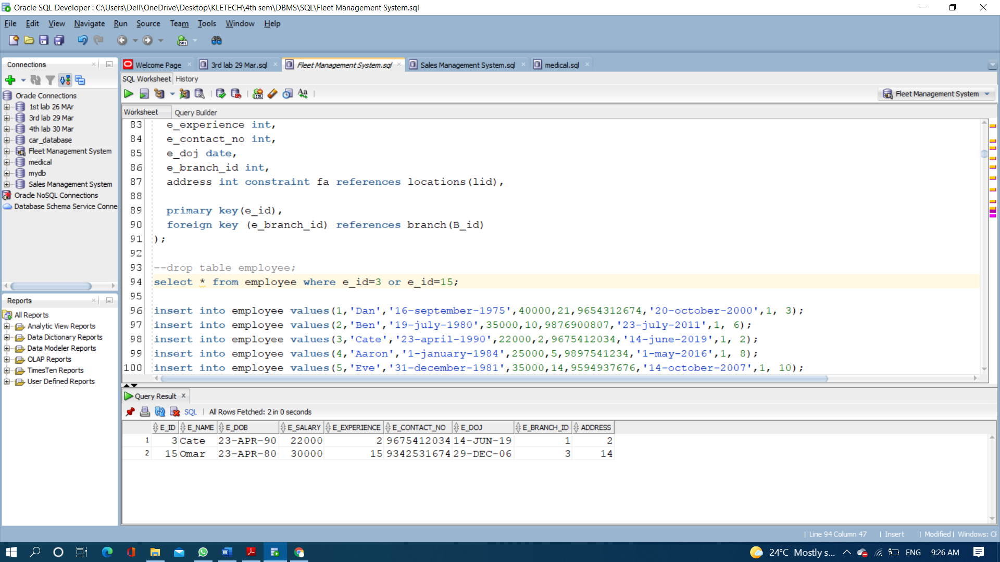 Oracle SQL Developer : C:\Users\Dell\OneDrive\Desktop\KLETECH\4th sem\DBMS\SQL\Fleet Management System.sql
File Edit View Navigate Run Source Team Tools Window Help
Connections
Oracle Connections
1st lab 26 MAr
3rd lab 29 Mar
4th lab 30 Mar
car_database
Fleet Management System
medical
mydb
Sales Management System
Oracle NoSQL Connections
Database Schema Service Conne
Reports
All Reports
Analytic View Reports
Data Dictionary Reports
Data Modeler Reports
OLAP Reports
TimesTen Reports
User Defined Reports
Welcome Page 3rd lab 29 Mar.sql Fleet Management System.sql Sales Management System.sql medical.sql
SQL Worksheet History
Fleet Management System
Worksheet Query Builder
83 e_experience int,
84 e_contact_no int,
85 e_doj date,
86 e_branch_id int,
87 address int constraint fa references locations(lid),
88
89 primary key(e_id),
90 foreign key (e_branch_id) references branch(B_id)
91 );
92
93 --drop table employee;
94 select * from employee where e_id=3 or e_id=15;
95
96 insert into employee values(1,'Dan','16-september-1975',40000,21,9654312674,'20-october-2000',1, 3);
97 insert into employee values(2,'Ben','19-july-1980',35000,10,9876900807,'23-july-2011',1, 6);
98 insert into employee values(3,'Cate','23-april-1990',22000,2,9675412034,'14-june-2019',1, 2);
99 insert into employee values(4,'Aaron','1-january-1984',25000,5,9897541234,'1-may-2016',1, 8);
100 insert into employee values(5,'Eve','31-december-1981',35000,14,9594937676,'14-october-2007',1, 10);
Query Result
SQL | All Rows Fetched: 2 in 0 seconds
E_ID E_NAME E_DOB E_SALARY E_EXPERIENCE E_CONTACT_NO E_DOJ E_BRANCH_ID ADDRESS
1 3 Cate 23-APR-90 22000 2 9675412034 14-JUN-19 1 2
2 15 Omar 23-APR-80 30000 15 9342531674 29-DEC-06 3 14
| Line 94 Column 47 | Insert | Modified | Windows: CF
24°C Mostly s... ENG 9:26 AM